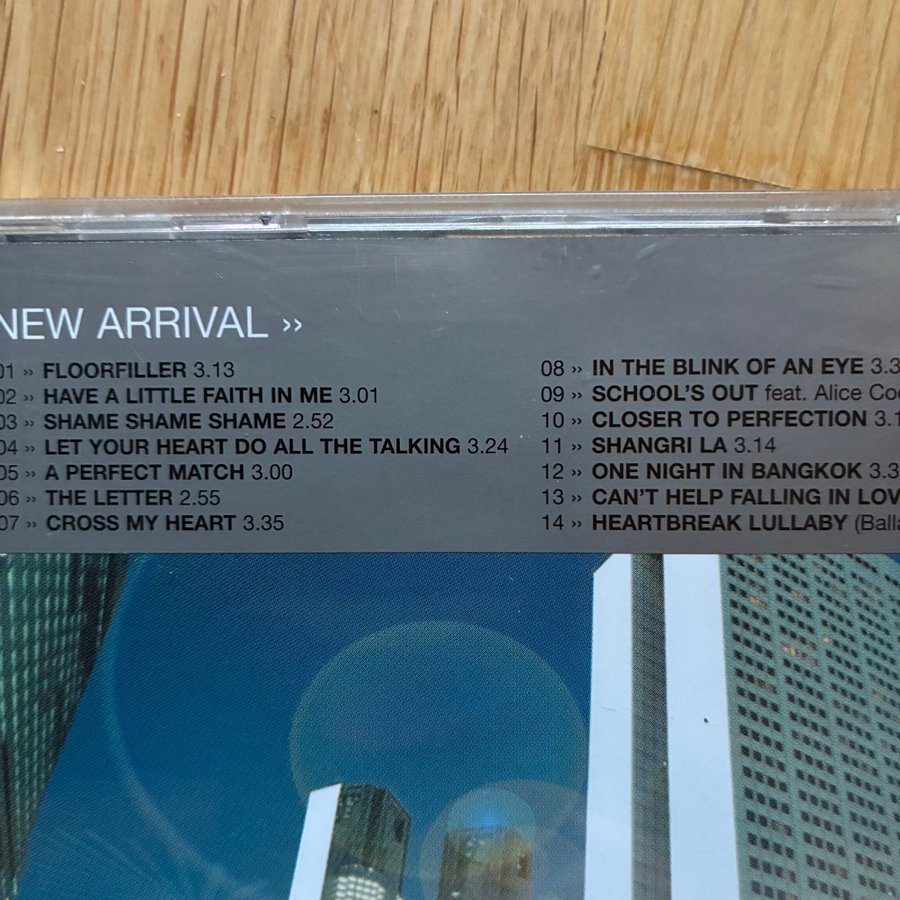 NEW ARRIVAL ››
01 ›› FLOORFILLER 3.13
02 ›› HAVE A LITTLE FAITH IN ME 3.01
03 ›› SHAME SHAME SHAME 2.52
04 ›› LET YOUR HEART DO ALL THE TALKING 3.24
05 ›› A PERFECT MATCH 3.00
06 ›› THE LETTER 2.55
07 ›› CROSS MY HEART 3.35
08 ›› IN THE BLINK OF AN EYE
09 ›› SCHOOL'S OUT feat. Alice
10 ›› CLOSER TO PERFECTION
11 ›› SHANGRI LA 3.14
12 ›› ONE NIGHT IN BANGKOK
13 ›› CAN'T HELP FALLING IN
14 ›› HEARTBREAK LULLABY